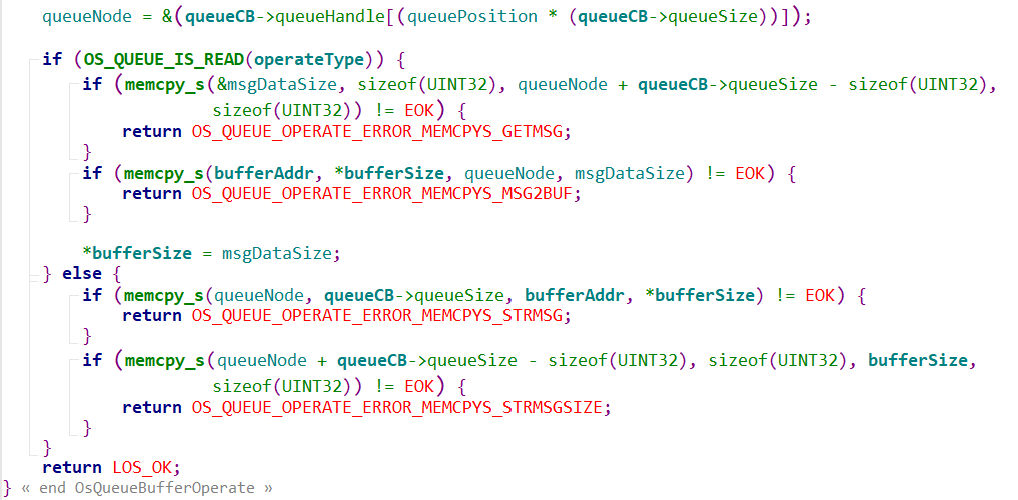 queueNode = &(queueCB->queueHandle[(queuePosition * (queueCB->queueSize))]);
if (OS_QUEUE_IS_READ(operateType)) {
if (memcpy_s(&msgDataSize, sizeof(UINT32), queueNode + queueCB->queueSize - sizeof(UINT32),
sizeof(UINT32)) != EOK) {
return OS_QUEUE_OPERATE_ERROR_MEMCPYS_GETMSG;
}
if (memcpy_s(bufferAddr, *bufferSize, queueNode, msgDataSize) != EOK) {
return OS_QUEUE_OPERATE_ERROR_MEMCPYS_MSG2BUF;
}
*bufferSize = msgDataSize;
} else {
if (memcpy_s(queueNode, queueCB->queueSize, bufferAddr, *bufferSize) != EOK) {
return OS_QUEUE_OPERATE_ERROR_MEMCPYS_STRMSG;
}
if (memcpy_s(queueNode + queueCB->queueSize - sizeof(UINT32), sizeof(UINT32), bufferSize,
sizeof(UINT32)) != EOK) {
return OS_QUEUE_OPERATE_ERROR_MEMCPYS_STRMSGSIZE;
}
}
return LOS_OK;
} « end OsQueueBufferOperate »